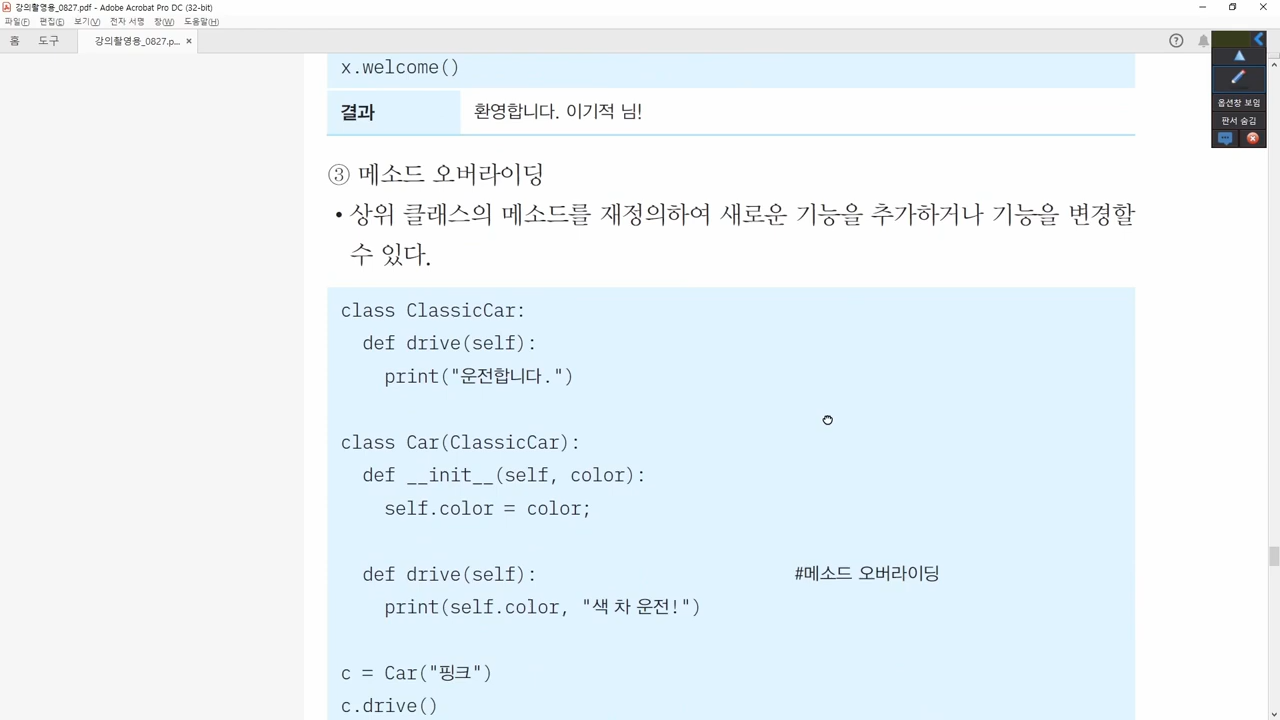 강의촬영용_0827.pdf - Adobe Acrobat Pro DC (32-bit)
파일(F) 편집(E) 보기(V) 전자 서명 창(W) 도움말(H)
홈 도구 강의촬영용_0827.p... ×
옵션창 보임
판서 숨김
x.welcome()
결과 환영합니다. 이기적 님!
③ 메소드 오버라이딩
• 상위 클래스의 메소드를 재정의하여 새로운 기능을 추가하거나 기능을 변경할
수 있다.
class ClassicCar:
def drive(self):
print("운전합니다.")
class Car(ClassicCar):
def __init__(self, color):
self.color = color;
def drive(self): #메소드 오버라이딩
print(self.color, "색 차 운전!")
c = Car("핑크")
c.drive()